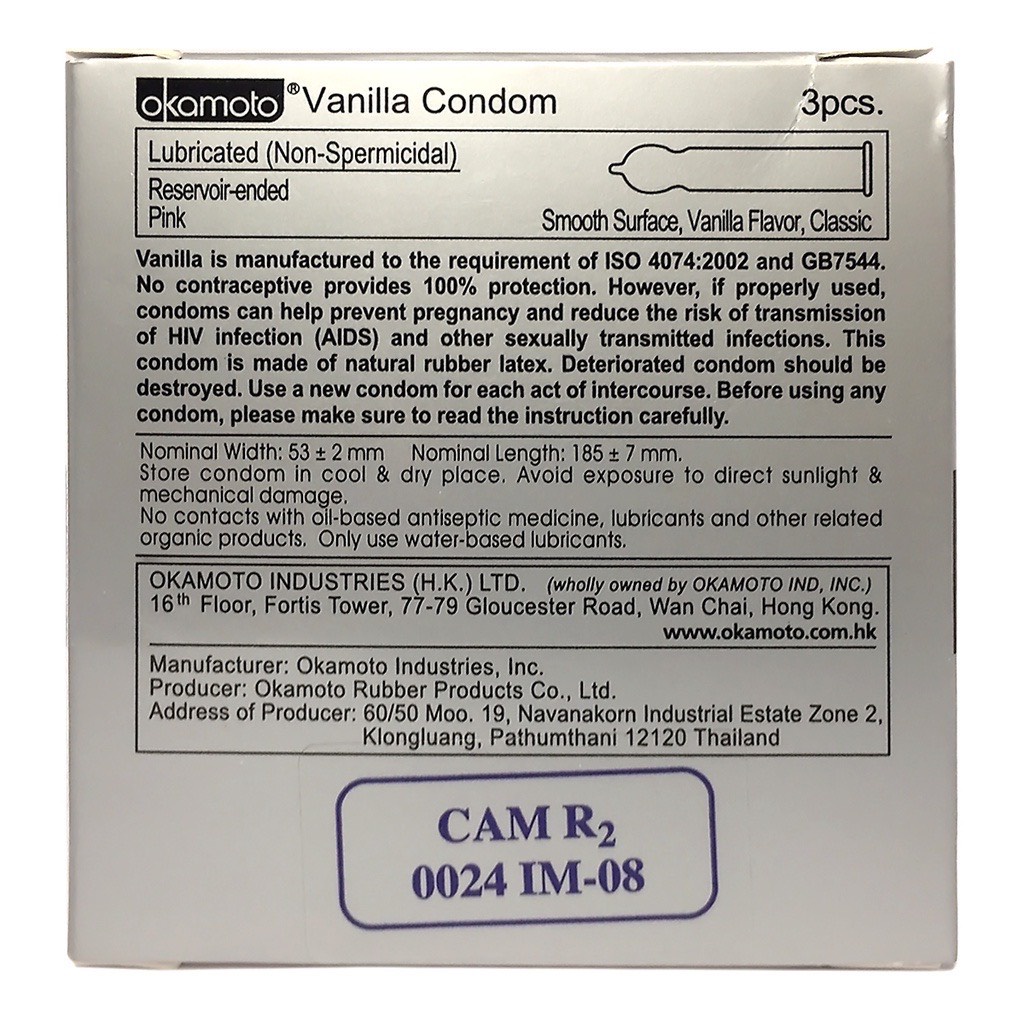 okamoto® Vanilla Condom 3pcs.
Lubricated (Non-Spermicidal)
Reservoir-ended
Pink
Smooth Surface, Vanilla Flavor, Classic
Vanilla is manufactured to the requirement of ISO 4074:2002 and GB7544.
No contraceptive provides 100% protection. However, if properly used,
condoms can help prevent pregnancy and reduce the risk of transmission
of HIV infection (AIDS) and other sexually transmitted infections. This
condom is made of natural rubber latex. Deteriorated condom should be
destroyed. Use a new condom for each act of intercourse. Before using any
condom, please make sure to read the instruction carefully.
Nominal Width: 53 ± 2 mm Nominal Length: 185 ± 7 mm.
Store condom in cool & dry place. Avoid exposure to direct sunlight &
mechanical damage.
No contacts with oil-based antiseptic medicine, lubricants and other related
organic products. Only use water-based lubricants.
OKAMOTO INDUSTRIES (H.K.) LTD. (wholly owned by OKAMOTO IND, INC.)
16th Floor, Fortis Tower, 77-79 Gloucester Road, Wan Chai, Hong Kong.
www.okamoto.com.hk
Manufacturer: Okamoto Industries, Inc.
Producer: Okamoto Rubber Products Co., Ltd.
Address of Producer: 60/50 Moo. 19, Navanakorn Industrial Estate Zone 2,
Klongluang, Pathumthani 12120 Thailand
CAM R2
0024 IM-08